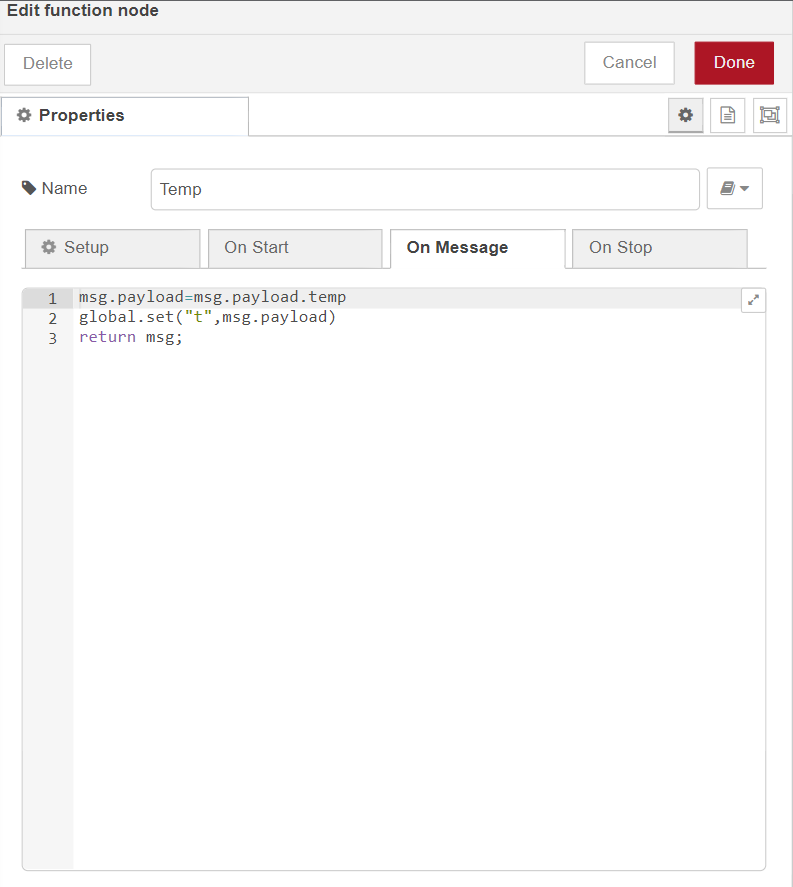 Edit function node
Delete
Cancel
Done
Properties
Name
Temp
Setup
On Start
On Message
On Stop
1 msg.payload=msg.payload.temp
2 global.set("t",msg.payload)
3 return msg;